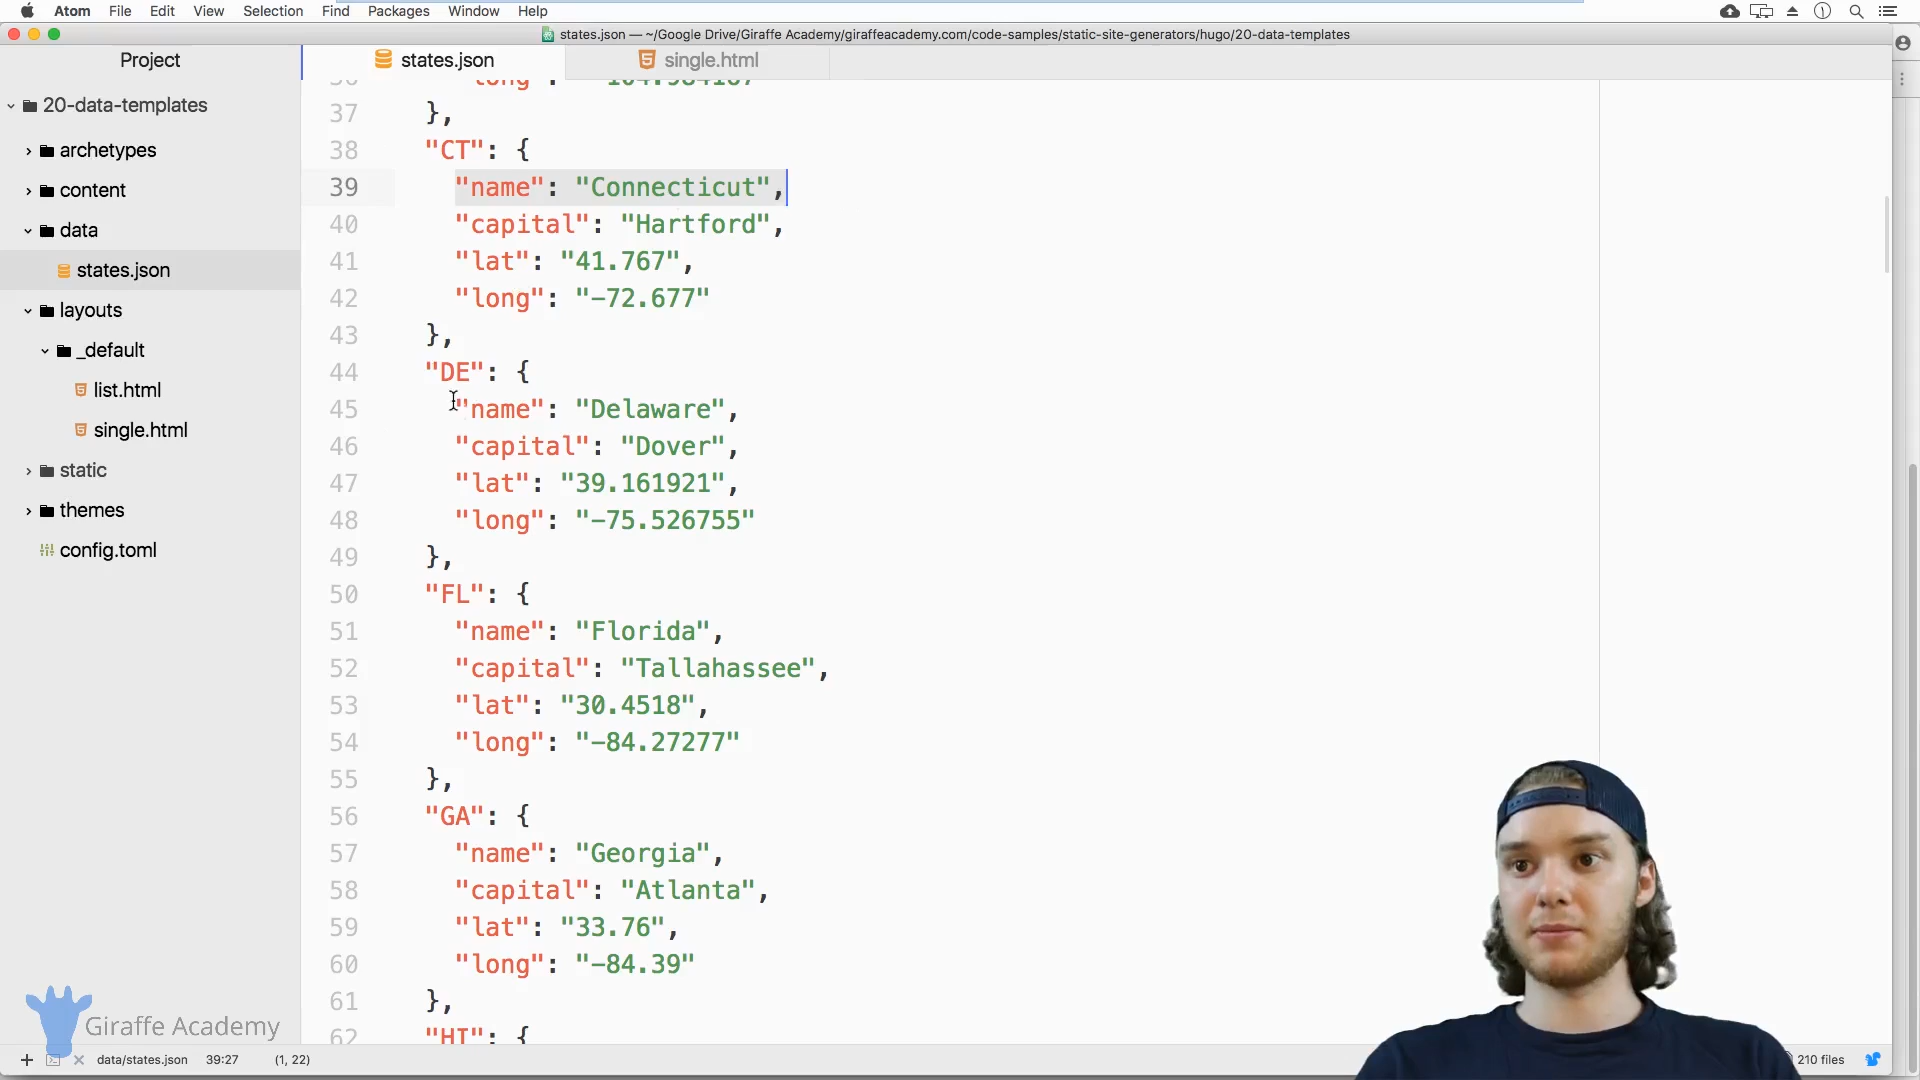 Atom File Edit View Selection Find Packages Window Help
states.json — ~/Google Drive/Giraffe Academy/giraffeacademy.com/code-samples/static-site-generators/hugo/20-data-templates
Project
states.json
single.html
20-data-templates
archetypes
content
data
states.json
layouts
_default
list.html
single.html
static
themes
config.toml
36 "long": "-104.984167"
37 },
38 "CT": {
39 "name": "Connecticut",
40 "capital": "Hartford",
41 "lat": "41.767",
42 "long": "-72.677"
43 },
44 "DE": {
45 "name": "Delaware",
46 "capital": "Dover",
47 "lat": "39.161921",
48 "long": "-75.526755"
49 },
50 "FL": {
51 "name": "Florida",
52 "capital": "Tallahassee",
53 "lat": "30.4518",
54 "long": "-84.27277"
55 },
56 "GA": {
57 "name": "Georgia",
58 "capital": "Atlanta",
59 "lat": "33.76",
60 "long": "-84.39"
61 },
62 "HI": {
Giraffe Academy
data/states.json 39:27 (1, 22)
210 files